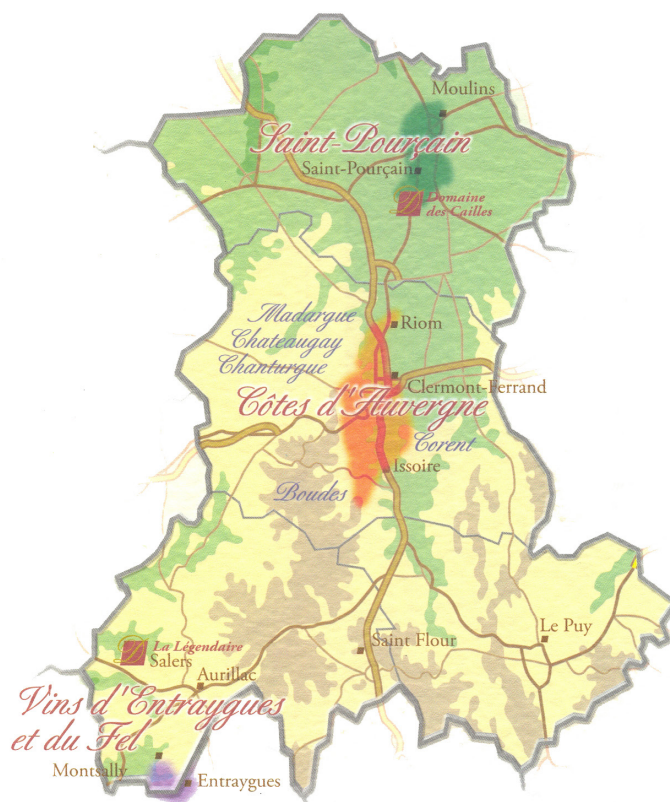 Moulins
Saint-Pourçain
Saint-Pourçain
Domaine
des Cailles
Madargue
Chateaugay
Chanturgue
Riom
Clermont-Ferrand
Côtes d'Auvergne
Corent
Issoire
Boudes
Le Puy
Saint Flour
La Légendaire
Salers
Aurillac
Vins d'Entraygues
et du Fel
Montsally
Entraygues